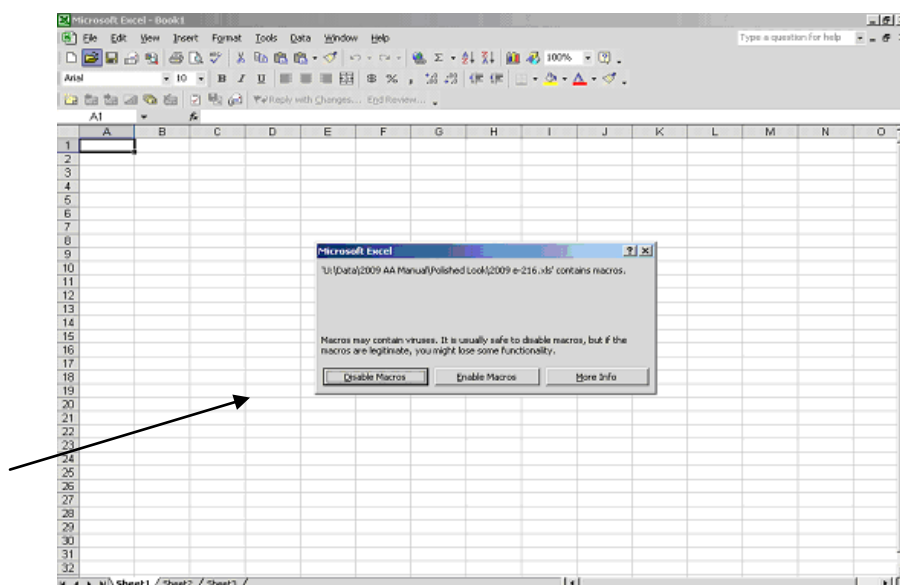 Microsoft Excel - Book1
File Edit View Insert Format Tools Data Window Help Type a question for help
100%
Arial 10 B I U $ % ,
Reply with Changes... End Review...
A1 fx
A B C D E F G H I J K L M N O
1
2
3
4
5
6
7
8
9
10
11
12
13
14
15
16
17
18
19
20
21
22
23
24
25
26
27
28
29
30
31
32
Microsoft Excel
'U:\Data\2009 AA Manual\Polished Look\2009 e-216.xls' contains macros.
Macros may contain viruses. It is usually safe to disable macros, but if the
macros are legitimate, you might lose some functionality.
Disable Macros Enable Macros More Info
Sheet1 / Sheet2 / Sheet3 /